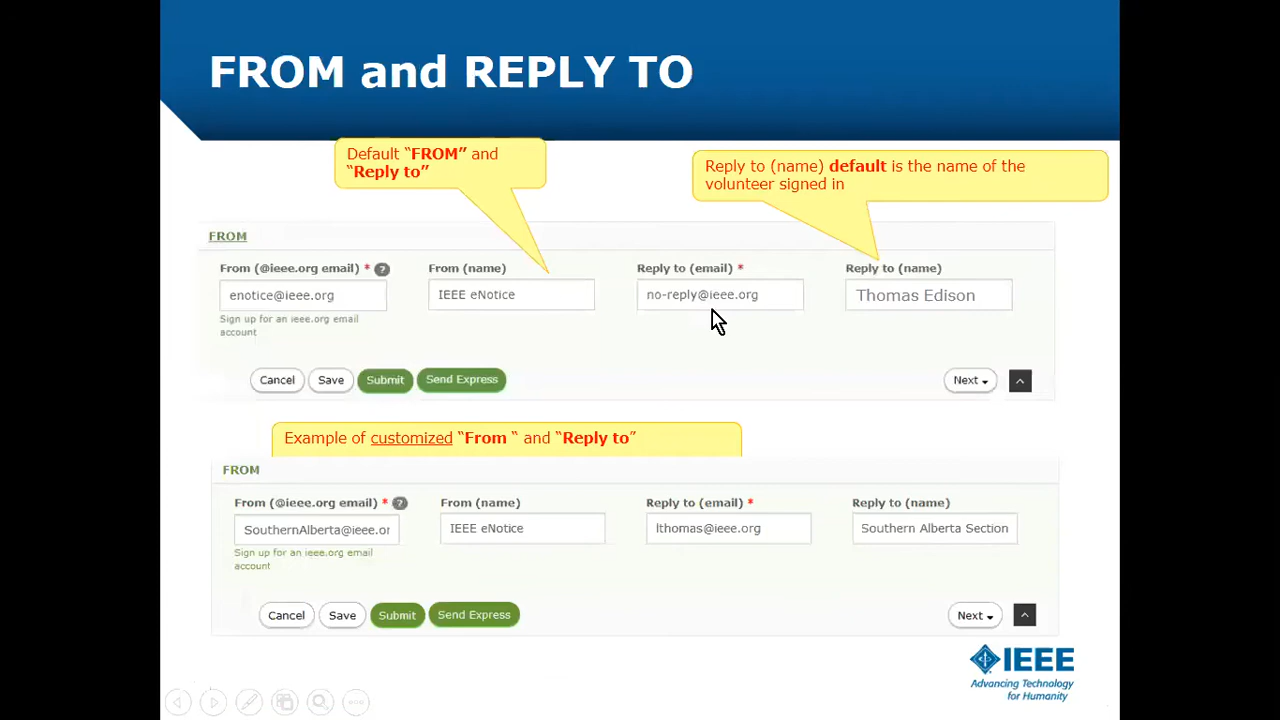 FROM and REPLY TO
Default “FROM” and
“Reply to”
Reply to (name) default is the name of the
volunteer signed in
FROM
From (@ieee.org email) * ?
From (name)
Reply to (email) *
Reply to (name)
enotice@ieee.org
IEEE eNotice
no-reply@ieee.org
Thomas Edison
Sign up for an ieee.org email
account
Cancel
Save
Submit
Send Express
Next
Example of customized “From “ and “Reply to”
FROM
From (@ieee.org email) * ?
From (name)
Reply to (email) *
Reply to (name)
SouthernAlberta@ieee.or
IEEE eNotice
lthomas@ieee.org
Southern Alberta Section
Sign up for an ieee.org email
account
Cancel
Save
Submit
Send Express
Next
IEEE
Advancing Technology
for Humanity